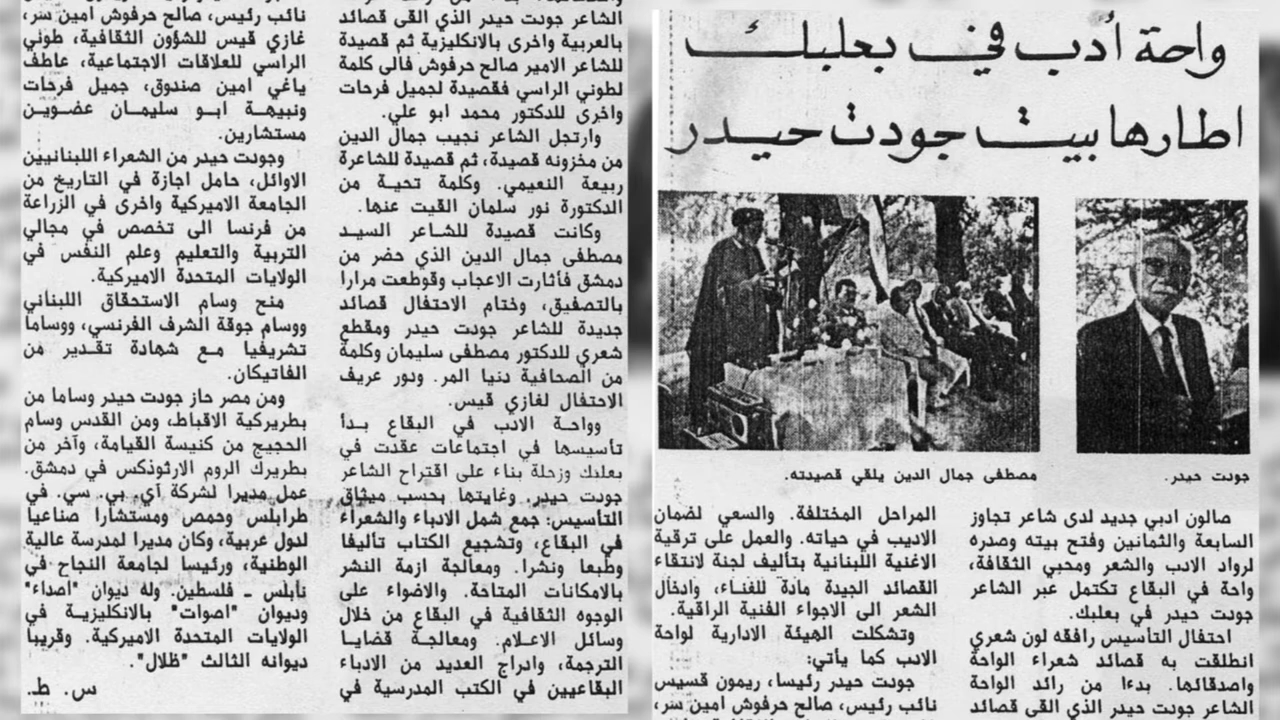 واحة أدب في بعلبك
اطارها بيت جودت حيدر
مصطفى جمال الدين يلقي قصيدته.
جودت حيدر.
صالون ادبي جديد لدى شاعر تجاوز
السابعة والثمانين وفتح بيته وصدره
لرواد الادب والشعر ومحبي الثقافة،
واحة في البقاع تكتمل عبر الشاعر
جودت حيدر في بعلبك.
احتفال التأسيس رافقه لون شعري
انطلقت به قصائد شعراء الواحة
واصدقائها. بدءا من رائد الواحة
الشاعر جودت حيدر الذي القى قصائد
المراحل المختلفة. والسعي لضمان
الاديب في حياته. والعمل على ترقية
الاغنية اللبنانية بتأليف لجنة لانتقاء
القصائد الجيدة مادة للغناء، وادخال
الشعر الى الاجواء الفنية الراقية.
وتشكلت الهيئة الادارية لواحة
الادب كما يأتي:
جودت حيدر رئيسا، ريمون قسيس
نائب رئيس، صالح حرفوش امين سر،
الشاعر جودت حيدر الذي القى قصائد
بالعربية واخرى بالانكليزية ثم قصيدة
للشاعر الامير صالح حرفوش فالى كلمة
لطوني الراسي فقصيدة لجميل فرحات
واخرى للدكتور محمد ابو علي.
وارتجل الشاعر نجيب جمال الدين
من مخزونه قصيدة، ثم قصيدة للشاعرة
ربيعة النعيمي. وكلمة تحية من
الدكتورة نور سلمان القيت عنها.
وكانت قصيدة للشاعر السيد
مصطفى جمال الدين الذي حضر من
دمشق فأثارت الاعجاب وقوطعت مرارا
بالتصفيق، وختام الاحتفال قصائد
جديدة للشاعر جودت حيدر ومقطع
شعري للدكتور مصطفى سليمان وكلمة
من الصحافية دنيا المر. ودور عريف
الاحتفال لغازي قيس.
وواحة الادب في البقاع بدأ
تأسيسها في اجتماعات عقدت في
بعلبك وزحلة بناء على اقتراح الشاعر
جودت حيدر. وغايتها بحسب ميثاق
التأسيس: جمع شمل الادباء والشعراء
في البقاع، وتشجيع الكتاب تأليفا
وطبعا ونشرا. ومعالجة ازمة النشر
بالامكانات المتاحة. والاضواء على
الوجوه الثقافية في البقاع من خلال
وسائل الاعلام. ومعالجة قضايا
الترجمة، وادراج العديد من الادباء
البقاعيين في الكتب المدرسية في
نائب رئيس، صالح حرفوش امين سر،
غازي قيس للشؤون الثقافية، طوني
الراسي للعلاقات الاجتماعية، عاطف
ياغي امين صندوق، جميل فرحات
ونبيهة ابو سليمان عضوين
مستشارين.
وجودت حيدر من الشعراء اللبنانيين
الاوائل، حامل اجازة في التاريخ من
الجامعة الاميركية واخرى في الزراعة
من فرنسا الى تخصص في مجالي
التربية والتعليم وعلم النفس في
الولايات المتحدة الاميركية.
منح وسام الاستحقاق اللبناني
ووسام جوقة الشرف الفرنسي، ووساما
تشريفيا مع شهادة تقدير من
الفاتيكان.
ومن مصر حاز جودت حيدر وساما من
بطريركية الاقباط، ومن القدس وسام
الحجيج من كنيسة القيامة، وآخر من
بطريرك الروم الارثوذكس في دمشق.
عمل مديرا لشركة آي. بي. سي. في
طرابلس وحمص ومستشارا صناعيا
لدول عربية، وكان مديرا لمدرسة عالية
الوطنية، ورئيسا لجامعة النجاح في
نابلس ـ فلسطين. وله ديوان "اصداء"
وديوان "اصوات" بالانكليزية في
الولايات المتحدة الاميركية. وقريبا
ديوانه الثالث "ظلال".
س. ط.